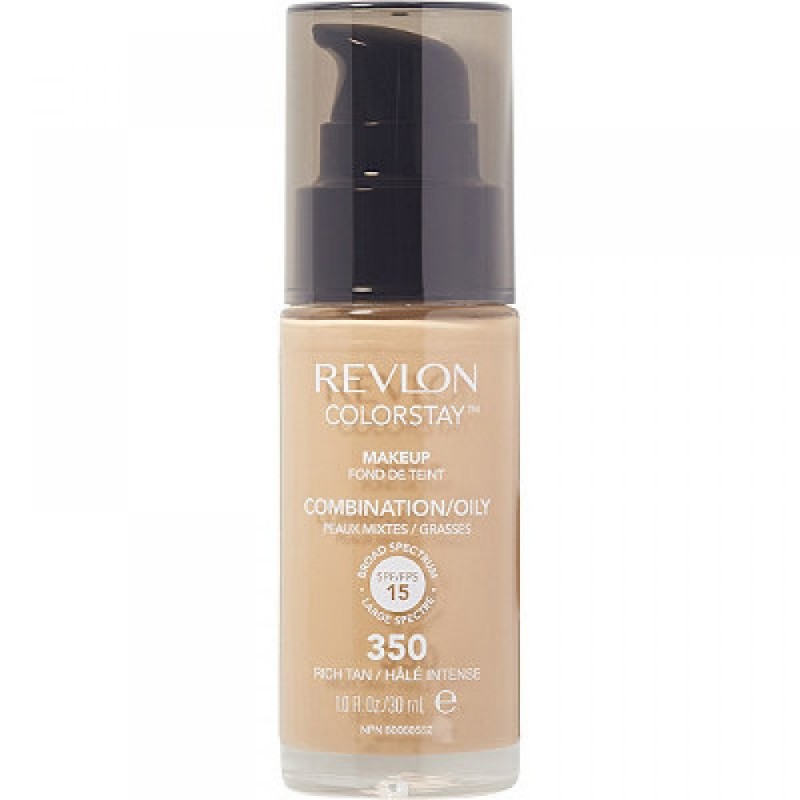 REVLON
COLORSTAY™
MAKEUP
FOND DE TEINT
COMBINATION/OILY
PEAUX MIXTES / GRASSES
BROAD SPECTRUM
SPF/FPS
15
LARGE SPECTRE
350
RICH TAN / HÂLÉ INTENSE
1.0 fl. Oz./30 mL ℮
NPN